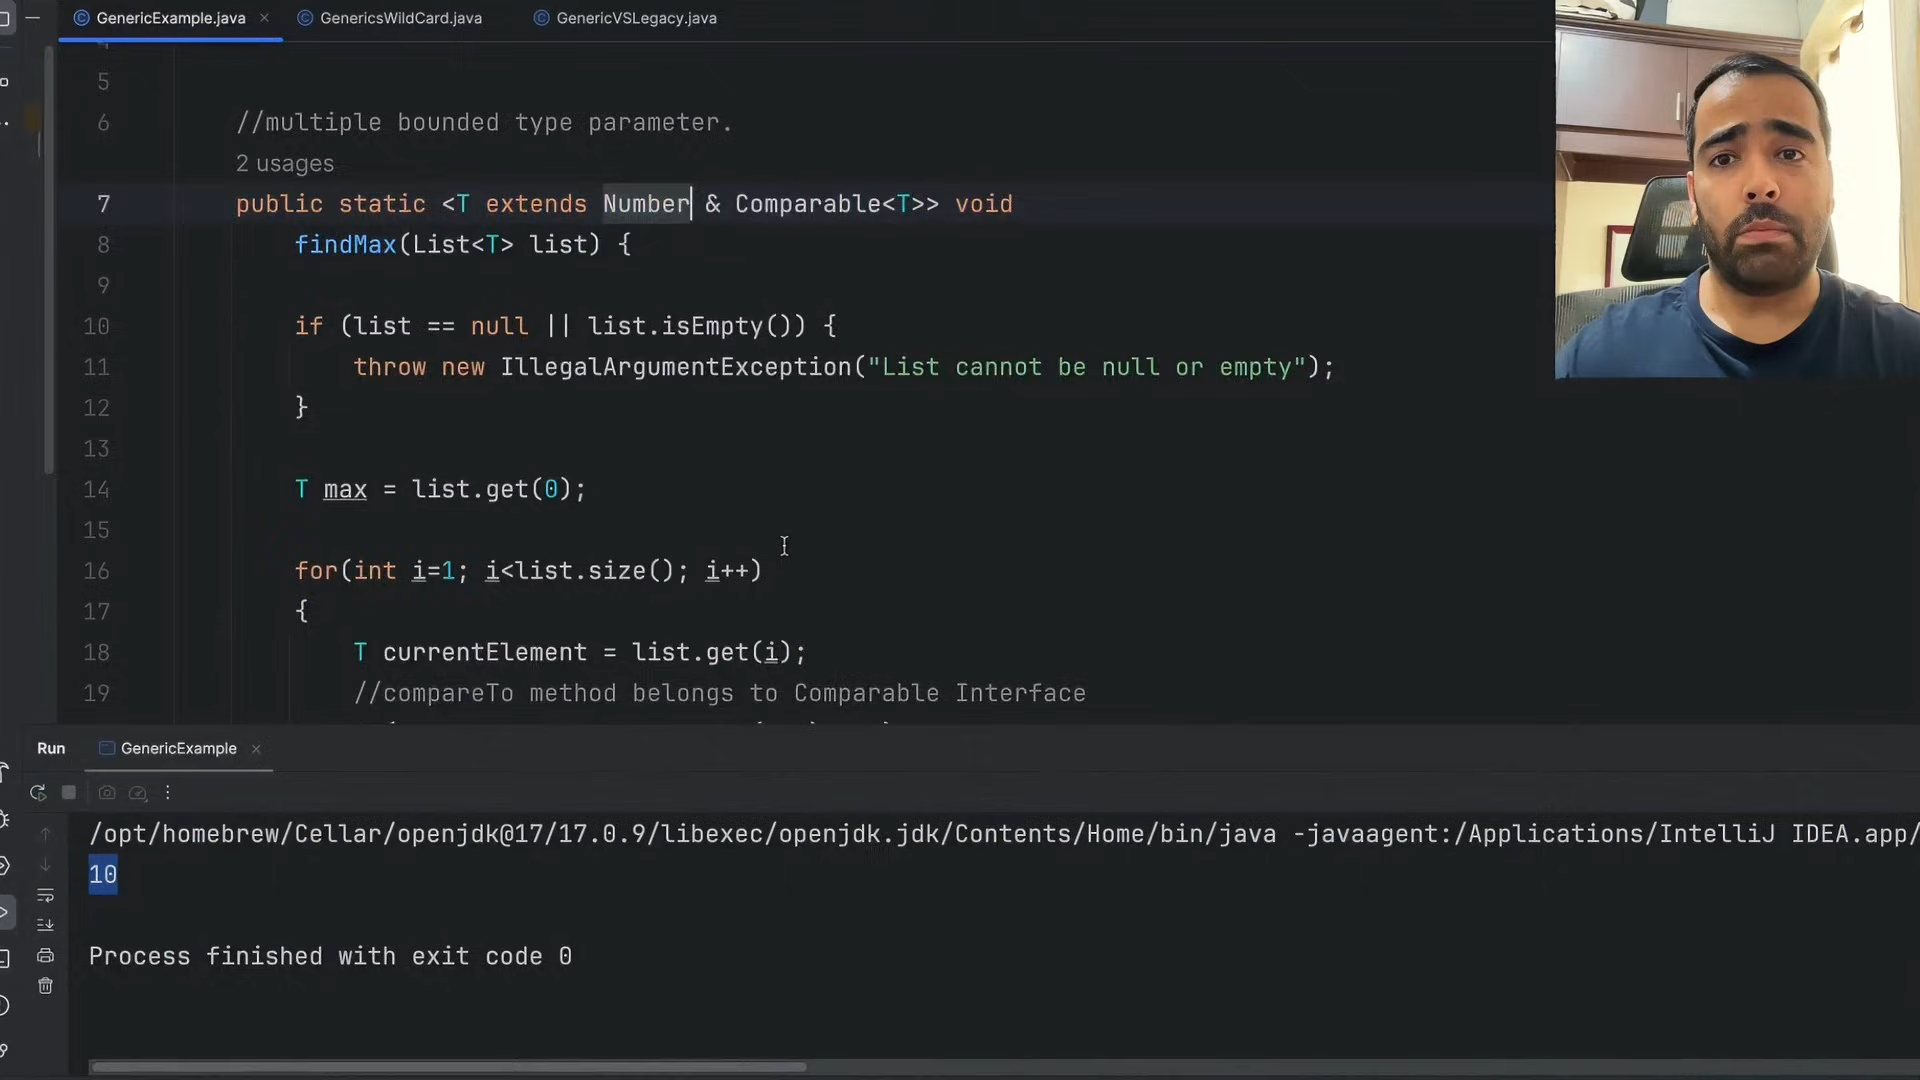 GenericExample.java
GenericsWildCard.java
GenericVSLegacy.java
5
6 //multiple bounded type parameter.
2 usages
7 public static <T extends Number & Comparable<T>> void
8 findMax(List<T> list) {
9
10 if (list == null || list.isEmpty()) {
11 throw new IllegalArgumentException("List cannot be null or empty");
12 }
13
14 T max = list.get(0);
15
16 for(int i=1; i<list.size(); i++)
17 {
18 T currentElement = list.get(i);
19 //compareTo method belongs to Comparable Interface
Run GenericExample
/opt/homebrew/Cellar/openjdk@17/17.0.9/libexec/openjdk.jdk/Contents/Home/bin/java -javaagent:/Applications/IntelliJ IDEA.app/
10
Process finished with exit code 0